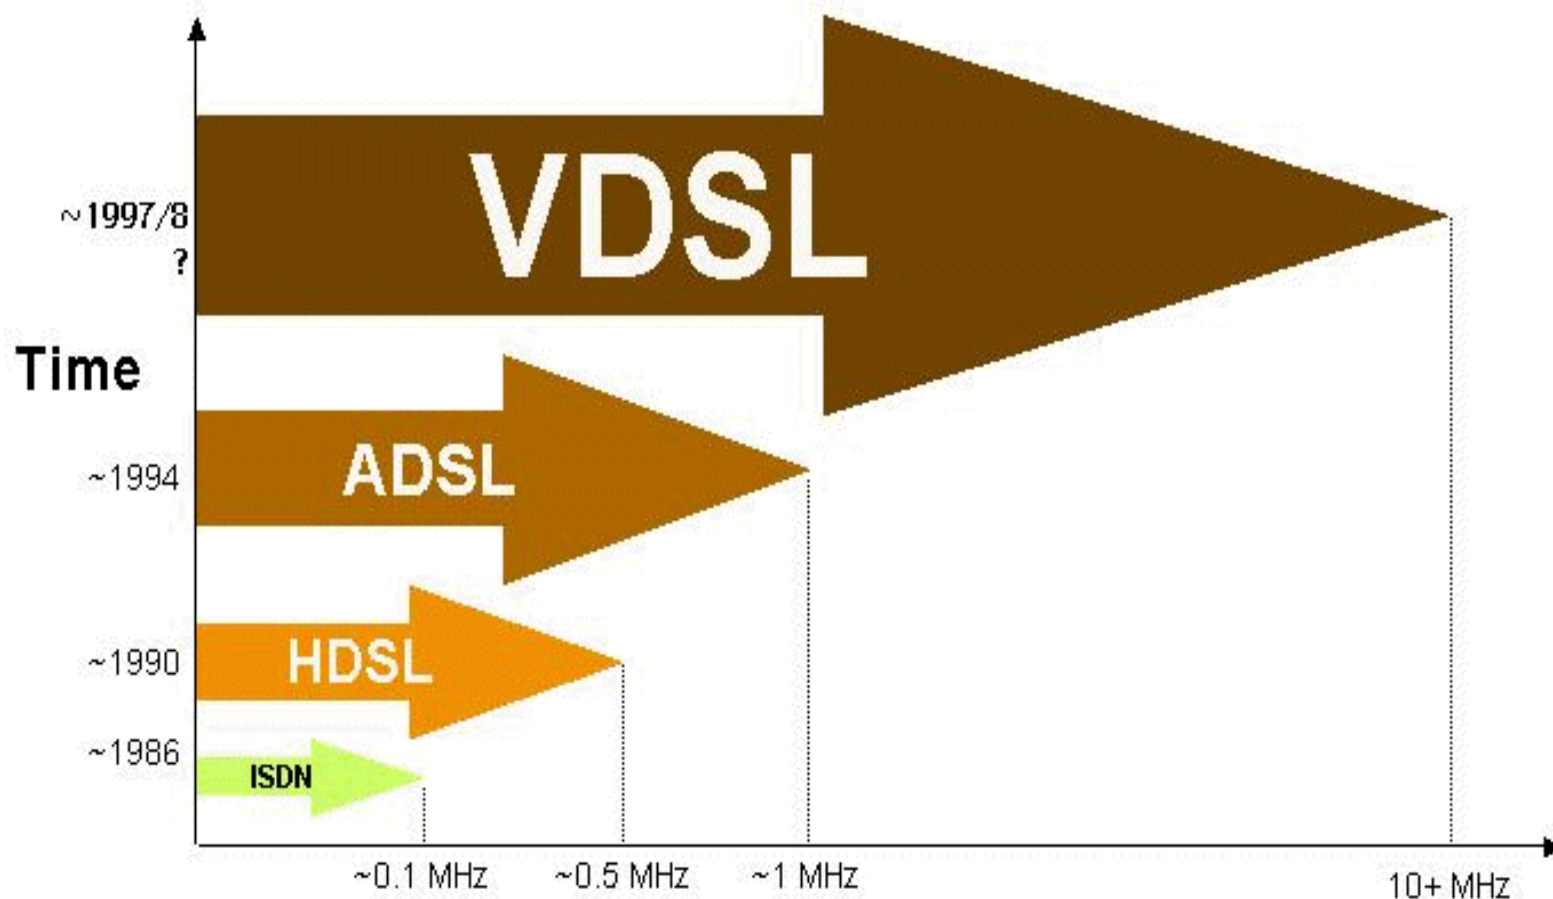 VDSL
~1997/8
?
Time
ADSL
~1994
HDSL
~1990
~1986
ISDN
~0.1 MHz ~0.5 MHz ~1 MHz 10+ MHz